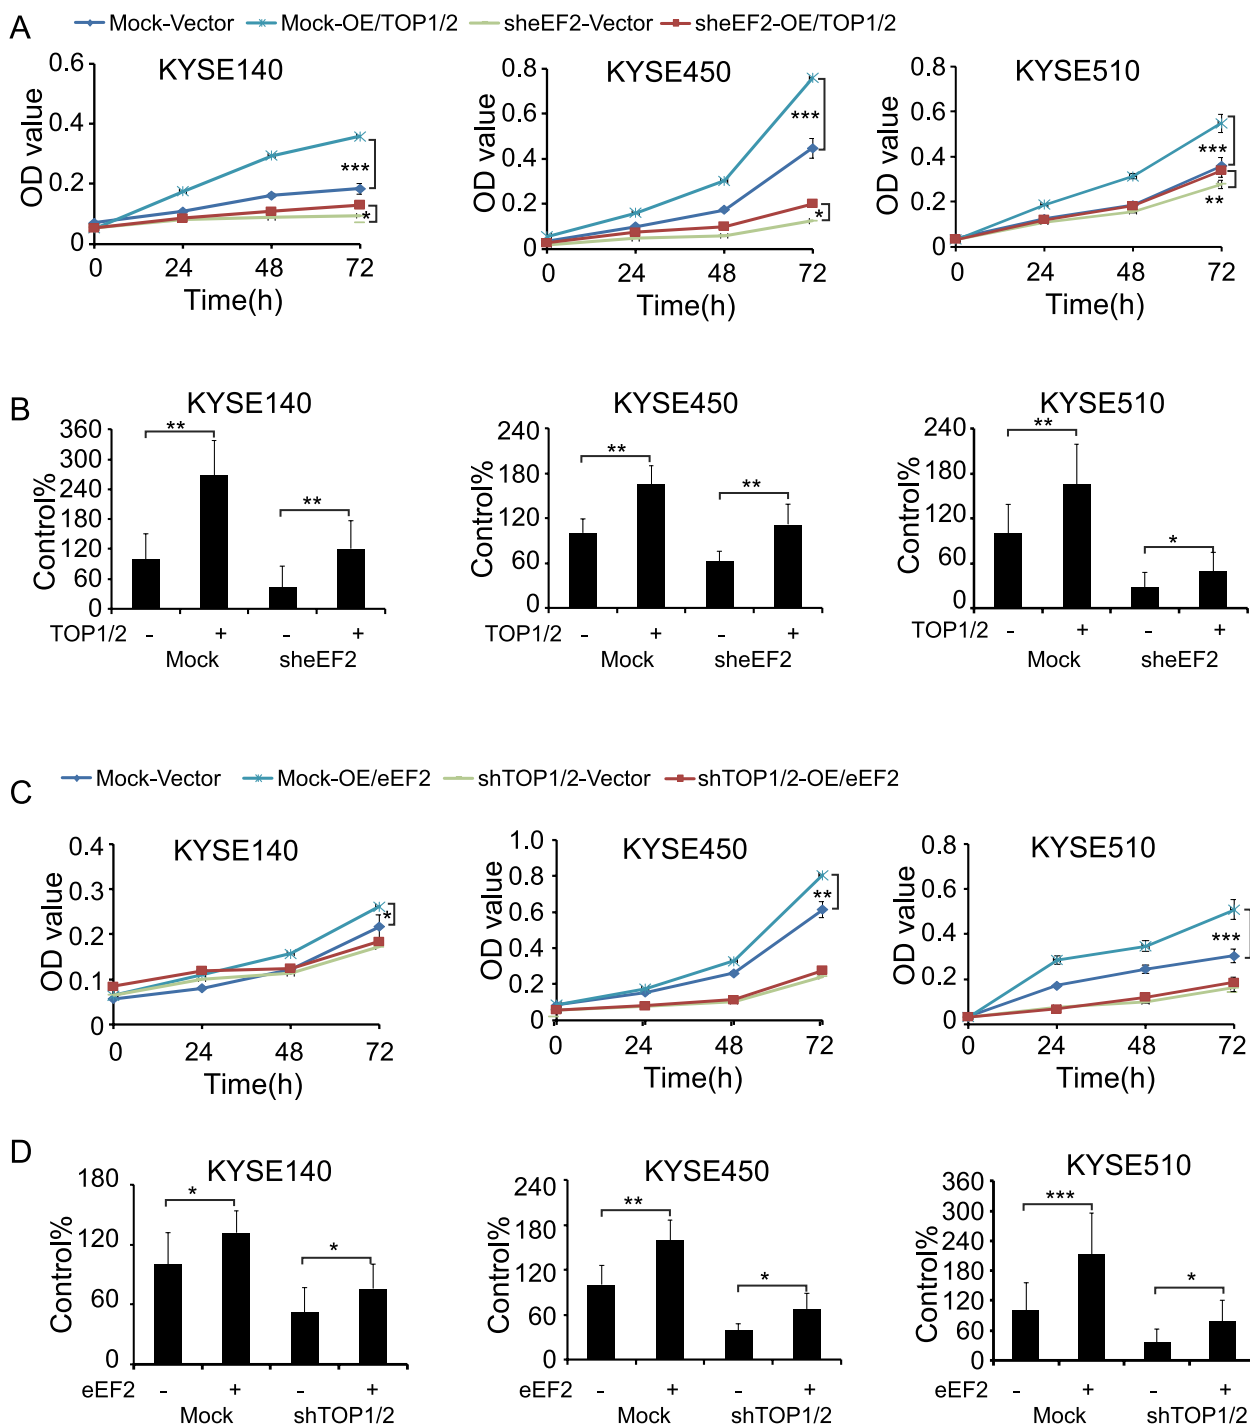 A
Mock-Vector Mock-OE/TOP1/2 sheEF2-Vector sheEF2-OE/TOP1/2
KYSE140
OD value
0.6
0.4
0.2
0
***
*
0 24 48 72
Time(h)
KYSE450
OD value
0.8
0.6
0.4
0.2
0
***
*
0 24 48 72
Time(h)
KYSE510
OD value
0.8
0.6
0.4
0.2
0
***
**
0 24 48 72
Time(h)
B
KYSE140
Control%
360
300
240
180
120
60
0
** **
TOP1/2 - + - +
Mock sheEF2
KYSE450
Control%
240
180
120
60
0
** **
TOP1/2 - + - +
Mock sheEF2
KYSE510
Control%
240
180
120
60
0
** *
TOP1/2 - + - +
Mock sheEF2
C
Mock-Vector Mock-OE/eEF2 shTOP1/2-Vector shTOP1/2-OE/eEF2
KYSE140
OD value
0.4
0.3
0.2
0.1
0
*
0 24 48 72
Time(h)
KYSE450
OD value
1.0
0.8
0.6
0.4
0.2
0
**
0 24 48 72
Time(h)
KYSE510
OD value
0.8
0.6
0.4
0.2
0
***
0 24 48 72
Time(h)
D
KYSE140
Control%
180
120
60
0
* *
eEF2 - + - +
Mock shTOP1/2
KYSE450
Control%
240
180
120
60
0
** *
eEF2 - + - +
Mock shTOP1/2
KYSE510
Control%
360
300
240
180
120
60
0
*** *
eEF2 - + - +
Mock shTOP1/2